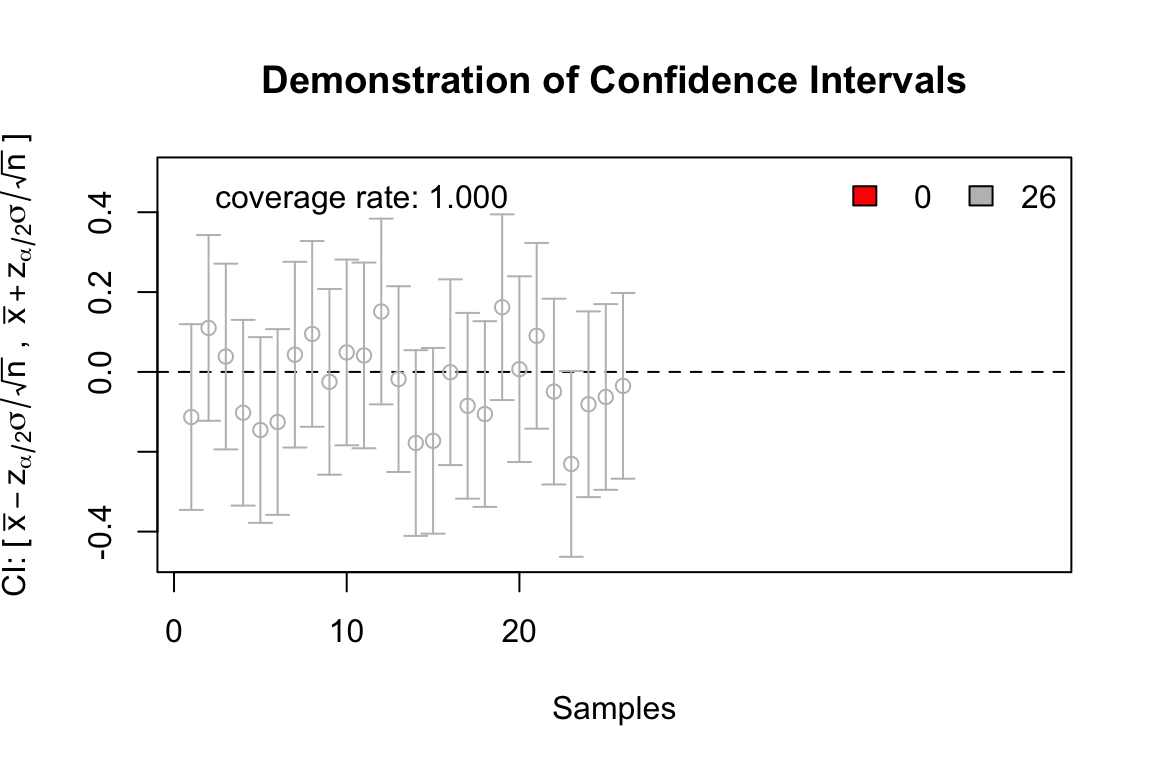 Demonstration of Confidence Intervals
CI: [ x̅ − zα/2σ/√n , x̅ + zα/2σ/√n ]
coverage rate: 1.000
0
26
0.4
0.2
0.0
-0.4
0
10
20
Samples